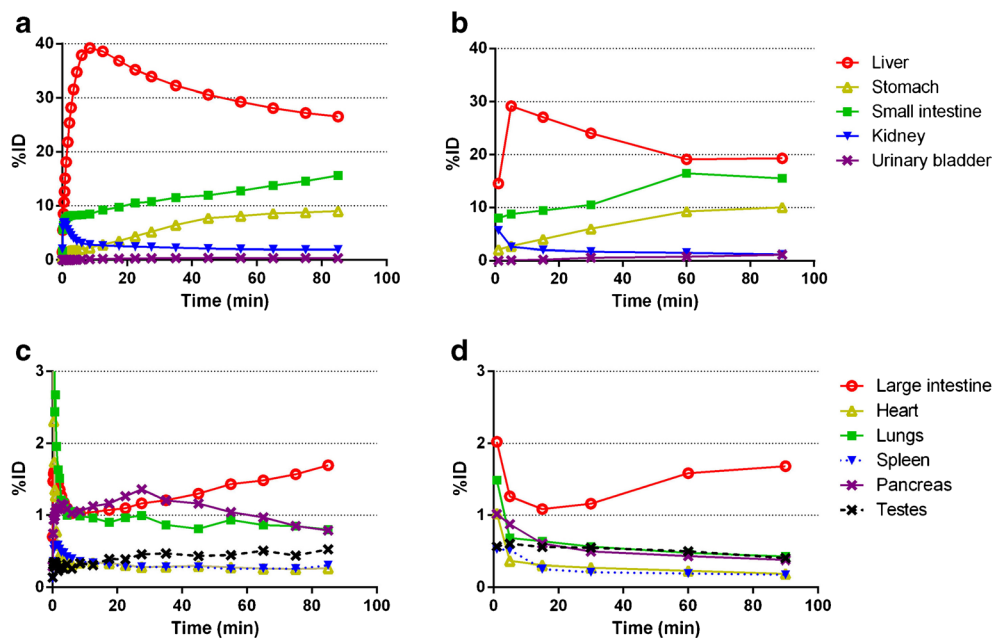 a
40
30
20
10
0
%ID
0 20 40 60 80 100
Time (min)
b
40
30
20
10
0
%ID
0 20 40 60 80 100
Time (min)
Liver
Stomach
Small intestine
Kidney
Urinary bladder
c
3
2
1
0
%ID
0 20 40 60 80 100
Time (min)
d
3
2
1
0
%ID
0 20 40 60 80 100
Time (min)
Large intestine
Heart
Lungs
Spleen
Pancreas
Testes